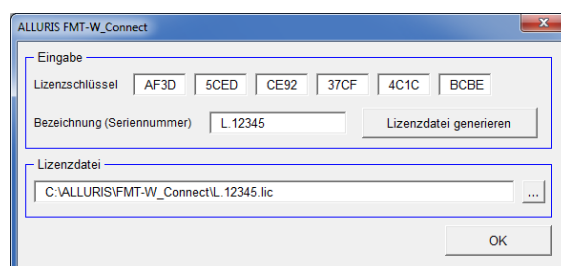 ALLURIS FMT-W_Connect
Eingabe
Lizenzschlüssel AF3D 5CED CE92 37CF 4C1C BCBE
Bezeichnung (Seriennummer) L.12345 Lizenzdatei generieren
Lizenzdatei
C:\ALLURIS\FMT-W_Connect\L.12345.lic ...
OK